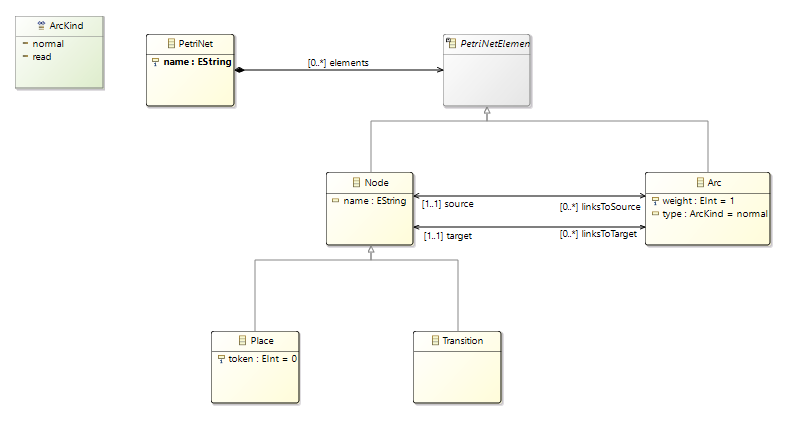 ArcKind
normal
read
PetriNet
name : EString
[0..*] elements
PetriNetElemen
Node
name : EString
[1..1] source
[0..*] linksToSource
[1..1] target
[0..*] linksToTarget
Arc
weight : EInt = 1
type : ArcKind = normal
Place
token : EInt = 0
Transition